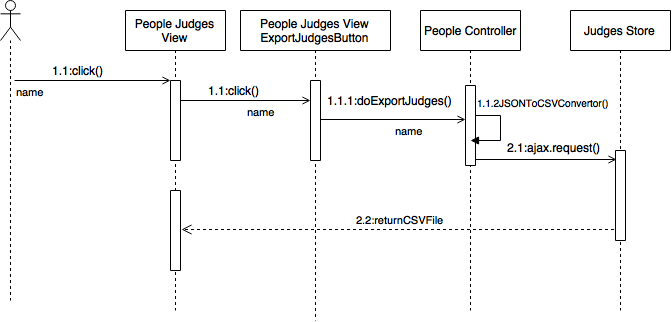 People Judges
View
People Judges View
ExportJudgesButton
People Controller
Judges Store
1.1:click()
name
1.1:click()
name
1.1.1:doExportJudges()
name
1.1.2JSONToCSVConvertor()
2.1:ajax.request()
2.2:returnCSVFile